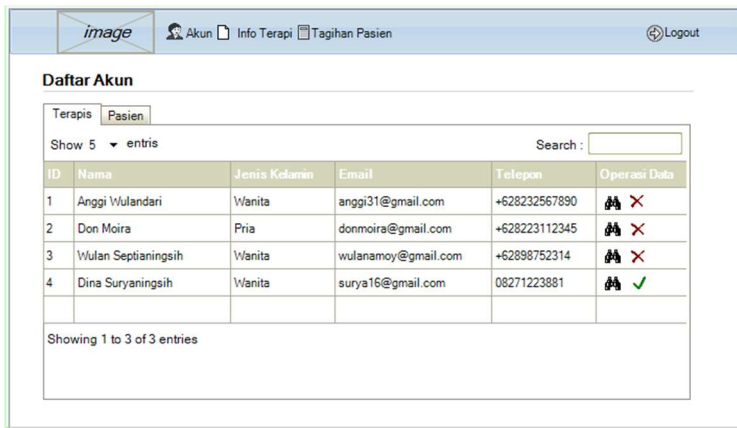 image Akun Info Terapi Tagihan Pasien Logout
Daftar Akun
Terapis Pasien
Show 5 entris Search :
ID Nama Jenis Kelamin Email Telepon Operasi Data
1 Anggi Wulandari Wanita anggi31@gmail.com +628232567890
2 Don Moira Pria donmoira@gmail.com +628223112345
3 Wulan Septianingsih Wanita wulanamoy@gmail.com +62898752314
4 Dina Suryaningsih Wanita surya16@gmail.com 08271223881
Showing 1 to 3 of 3 entries